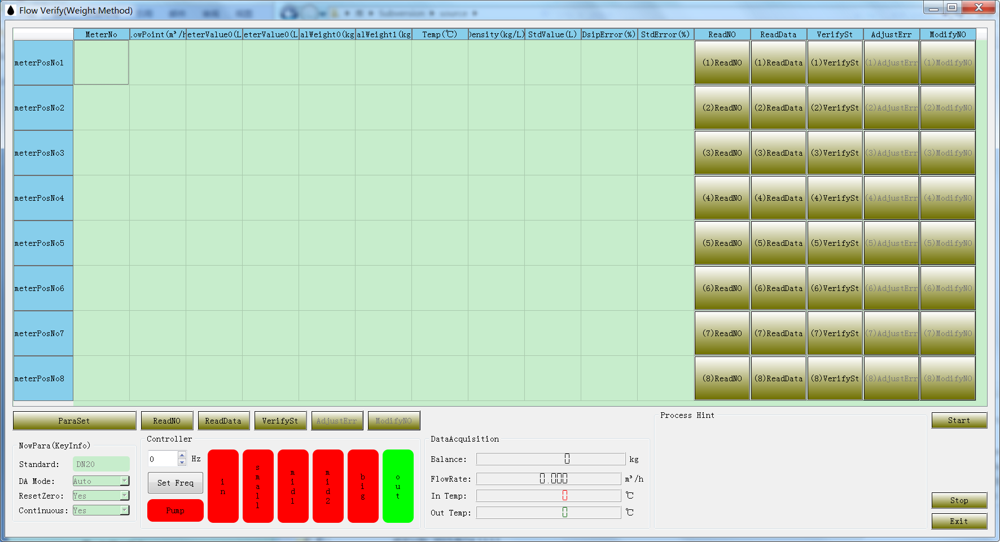 Flow Verify(Weight Method)
MeterNo lowPoint(m³/h eterValue0(L eterValue0(L alWeight0(kg alWeight1(kg Temp(℃) Density(kg/L) StdValue(L) DsipError(%) StdError(%) ReadNO ReadData VerifySt AdjustErr ModifyNO
meterPosNo1 (1)ReadNO (1)ReadData (1)VerifySt (1)AdjustErr (1)ModifyNO
meterPosNo2 (2)ReadNO (2)ReadData (2)VerifySt (2)AdjustErr (2)ModifyNO
meterPosNo3 (3)ReadNO (3)ReadData (3)VerifySt (3)AdjustErr (3)ModifyNO
meterPosNo4 (4)ReadNO (4)ReadData (4)VerifySt (4)AdjustErr (4)ModifyNO
meterPosNo5 (5)ReadNO (5)ReadData (5)VerifySt (5)AdjustErr (5)ModifyNO
meterPosNo6 (6)ReadNO (6)ReadData (6)VerifySt (6)AdjustErr (6)ModifyNO
meterPosNo7 (7)ReadNO (7)ReadData (7)VerifySt (7)AdjustErr (7)ModifyNO
meterPosNo8 (8)ReadNO (8)ReadData (8)VerifySt (8)AdjustErr (8)ModifyNO
ParaSet ReadNO ReadData VerifySt AdjustErr ModifyNO
NowPara(KeyInfo)
Standard: DN20
DA Mode: Auto
ResetZero: Yes
Continuous: Yes
Controller
0 Hz
Set Freq
Pump
in
small
mid1
mid2
big
out
DataAcquisition
Balance: 0 kg
FlowRate: 0.000 m³/h
In Temp: 0 ℃
Out Temp: 0 ℃
Process Hint
Start
Stop
Exit